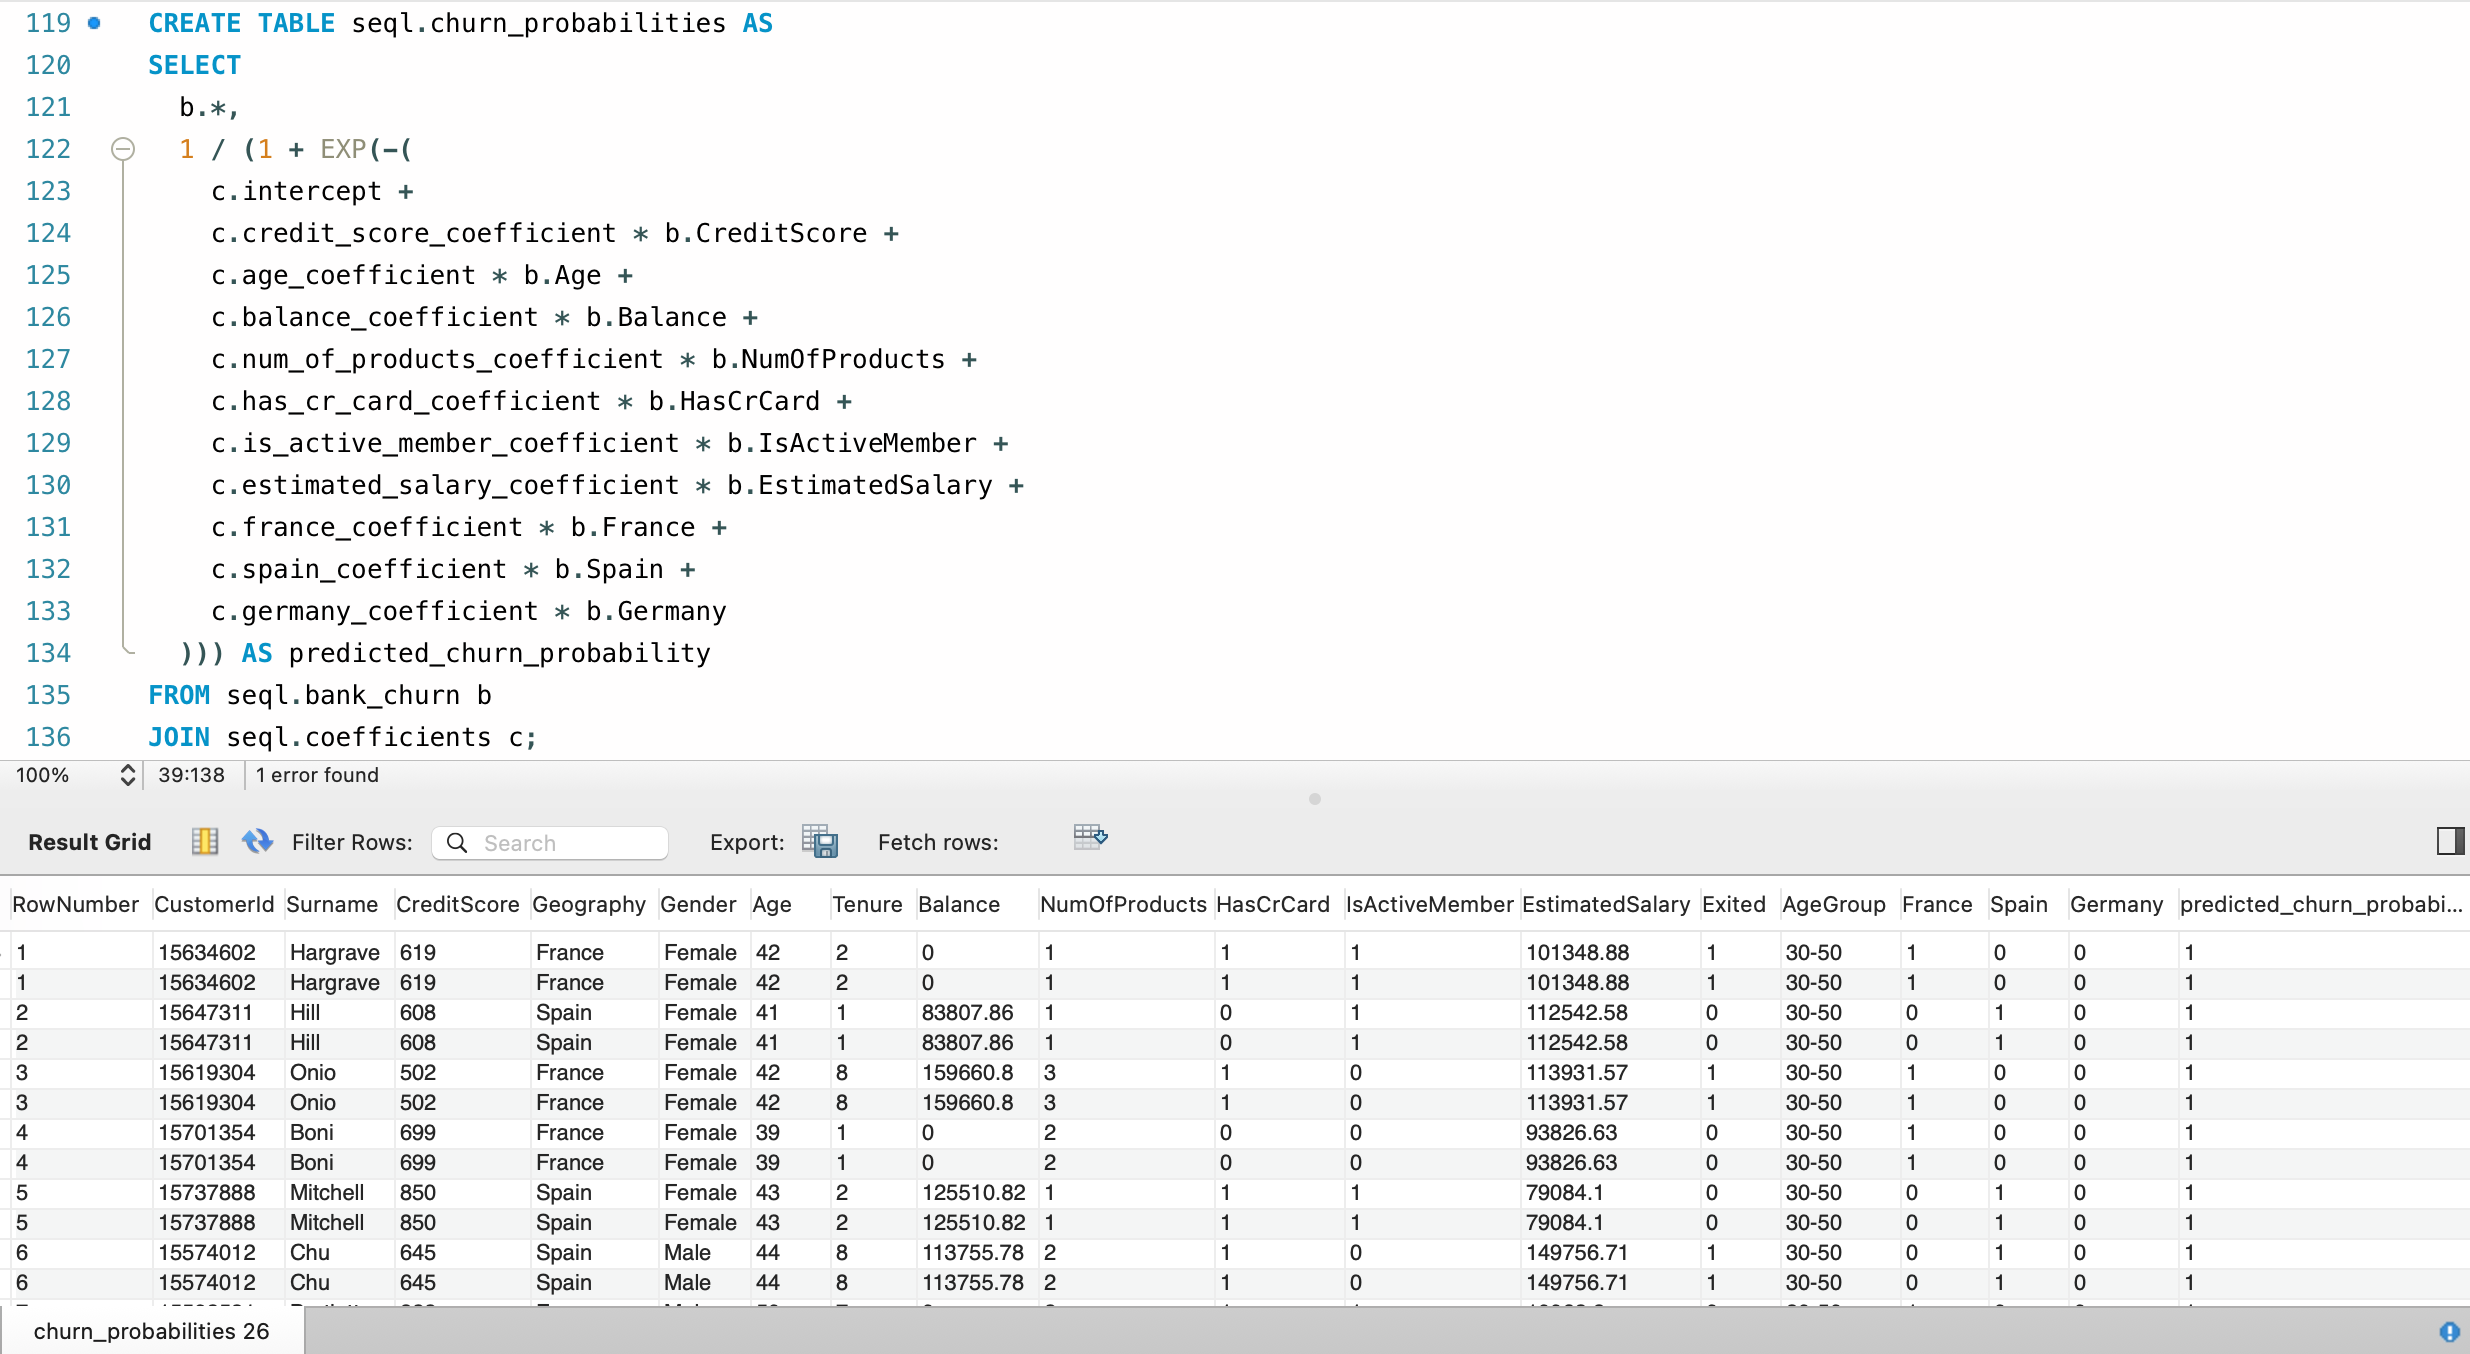 119 CREATE TABLE seql.churn_probabilities AS
120 SELECT
121 b.*,
122 1 / (1 + EXP(-(
123 c.intercept +
124 c.credit_score_coefficient * b.CreditScore +
125 c.age_coefficient * b.Age +
126 c.balance_coefficient * b.Balance +
127 c.num_of_products_coefficient * b.NumOfProducts +
128 c.has_cr_card_coefficient * b.HasCrCard +
129 c.is_active_member_coefficient * b.IsActiveMember +
130 c.estimated_salary_coefficient * b.EstimatedSalary +
131 c.france_coefficient * b.France +
132 c.spain_coefficient * b.Spain +
133 c.germany_coefficient * b.Germany
134 ))) AS predicted_churn_probability
135 FROM seql.bank_churn b
136 JOIN seql.coefficients c;
100% 39:138 1 error found
Result Grid Filter Rows: Search Export: Fetch rows:
RowNumber CustomerId Surname CreditScore Geography Gender Age Tenure Balance NumOfProducts HasCrCard IsActiveMember EstimatedSalary Exited AgeGroup France Spain Germany predicted_churn_probabi...
1 15634602 Hargrave 619 France Female 42 2 0 1 1 1 101348.88 1 30-50 1 0 0 1
1 15634602 Hargrave 619 France Female 42 2 0 1 1 1 101348.88 1 30-50 1 0 0 1
2 15647311 Hill 608 Spain Female 41 1 83807.86 1 0 1 112542.58 0 30-50 0 1 0 1
2 15647311 Hill 608 Spain Female 41 1 83807.86 1 0 1 112542.58 0 30-50 0 1 0 1
3 15619304 Onio 502 France Female 42 8 159660.8 3 1 0 113931.57 1 30-50 1 0 0 1
3 15619304 Onio 502 France Female 42 8 159660.8 3 1 0 113931.57 1 30-50 1 0 0 1
4 15701354 Boni 699 France Female 39 1 0 2 0 0 93826.63 0 30-50 1 0 0 1
4 15701354 Boni 699 France Female 39 1 0 2 0 0 93826.63 0 30-50 1 0 0 1
5 15737888 Mitchell 850 Spain Female 43 2 125510.82 1 1 1 79084.1 0 30-50 0 1 0 1
5 15737888 Mitchell 850 Spain Female 43 2 125510.82 1 1 1 79084.1 0 30-50 0 1 0 1
6 15574012 Chu 645 Spain Male 44 8 113755.78 2 1 0 149756.71 1 30-50 0 1 0 1
6 15574012 Chu 645 Spain Male 44 8 113755.78 2 1 0 149756.71 1 30-50 0 1 0 1
churn_probabilities 26